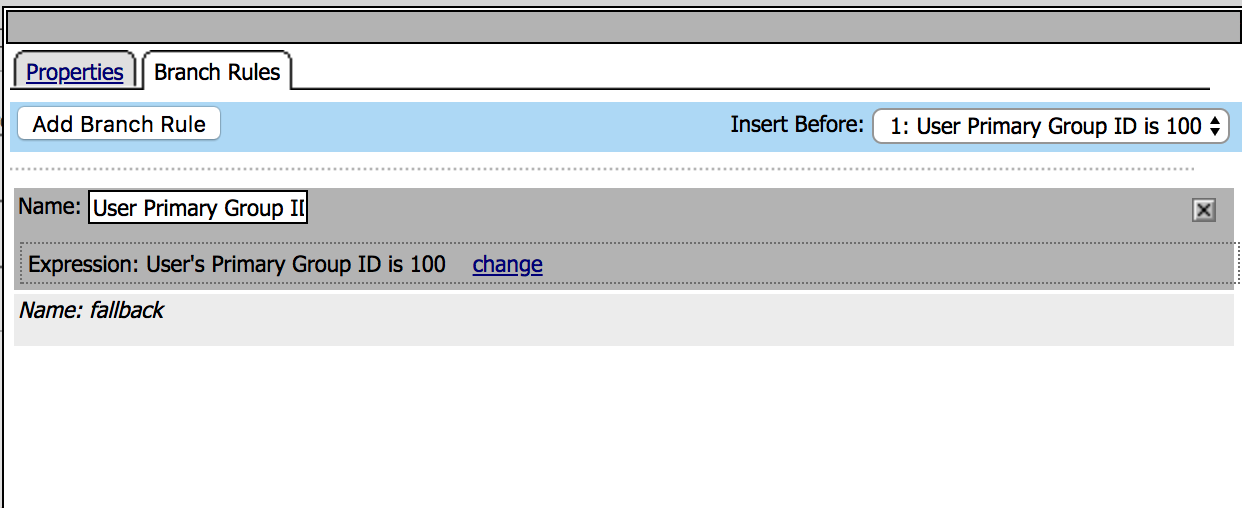 Properties Branch Rules
Add Branch Rule Insert Before: 1: User Primary Group ID is 100
Name: User Primary Group ID
Expression: User's Primary Group ID is 100 change
Name: fallback